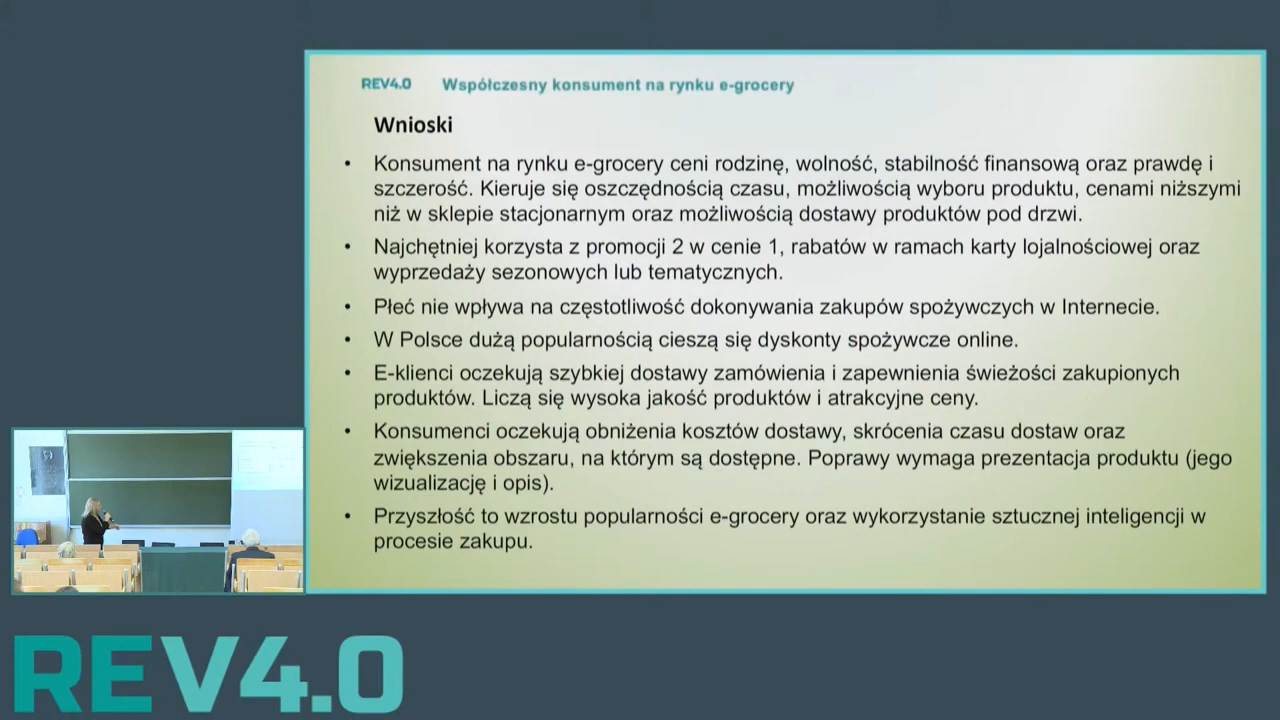 REV4.0 Współczesny konsument na rynku e-grocery
Wnioski
• Konsument na rynku e-grocery ceni rodzinę, wolność, stabilność finansową oraz prawdę i
szczerość. Kieruje się oszczędnością czasu, możliwością wyboru produktu, cenami niższymi
niż w sklepie stacjonarnym oraz możliwością dostawy produktów pod drzwi.
• Najchętniej korzysta z promocji 2 w cenie 1, rabatów w ramach karty lojalnościowej oraz
wyprzedaży sezonowych lub tematycznych.
• Płeć nie wpływa na częstotliwość dokonywania zakupów spożywczych w Internecie.
• W Polsce dużą popularnością cieszą się dyskonty spożywcze online.
• E-klienci oczekują szybkiej dostawy zamówienia i zapewnienia świeżości zakupionych
produktów. Liczą się wysoka jakość produktów i atrakcyjne ceny.
• Konsumenci oczekują obniżenia kosztów dostawy, skrócenia czasu dostaw oraz
zwiększenia obszaru, na którym są dostępne. Poprawy wymaga prezentacja produktu (jego
wizualizację i opis).
• Przyszłość to wzrostu popularności e-grocery oraz wykorzystanie sztucznej inteligencji w
procesie zakupu.
REV4.0